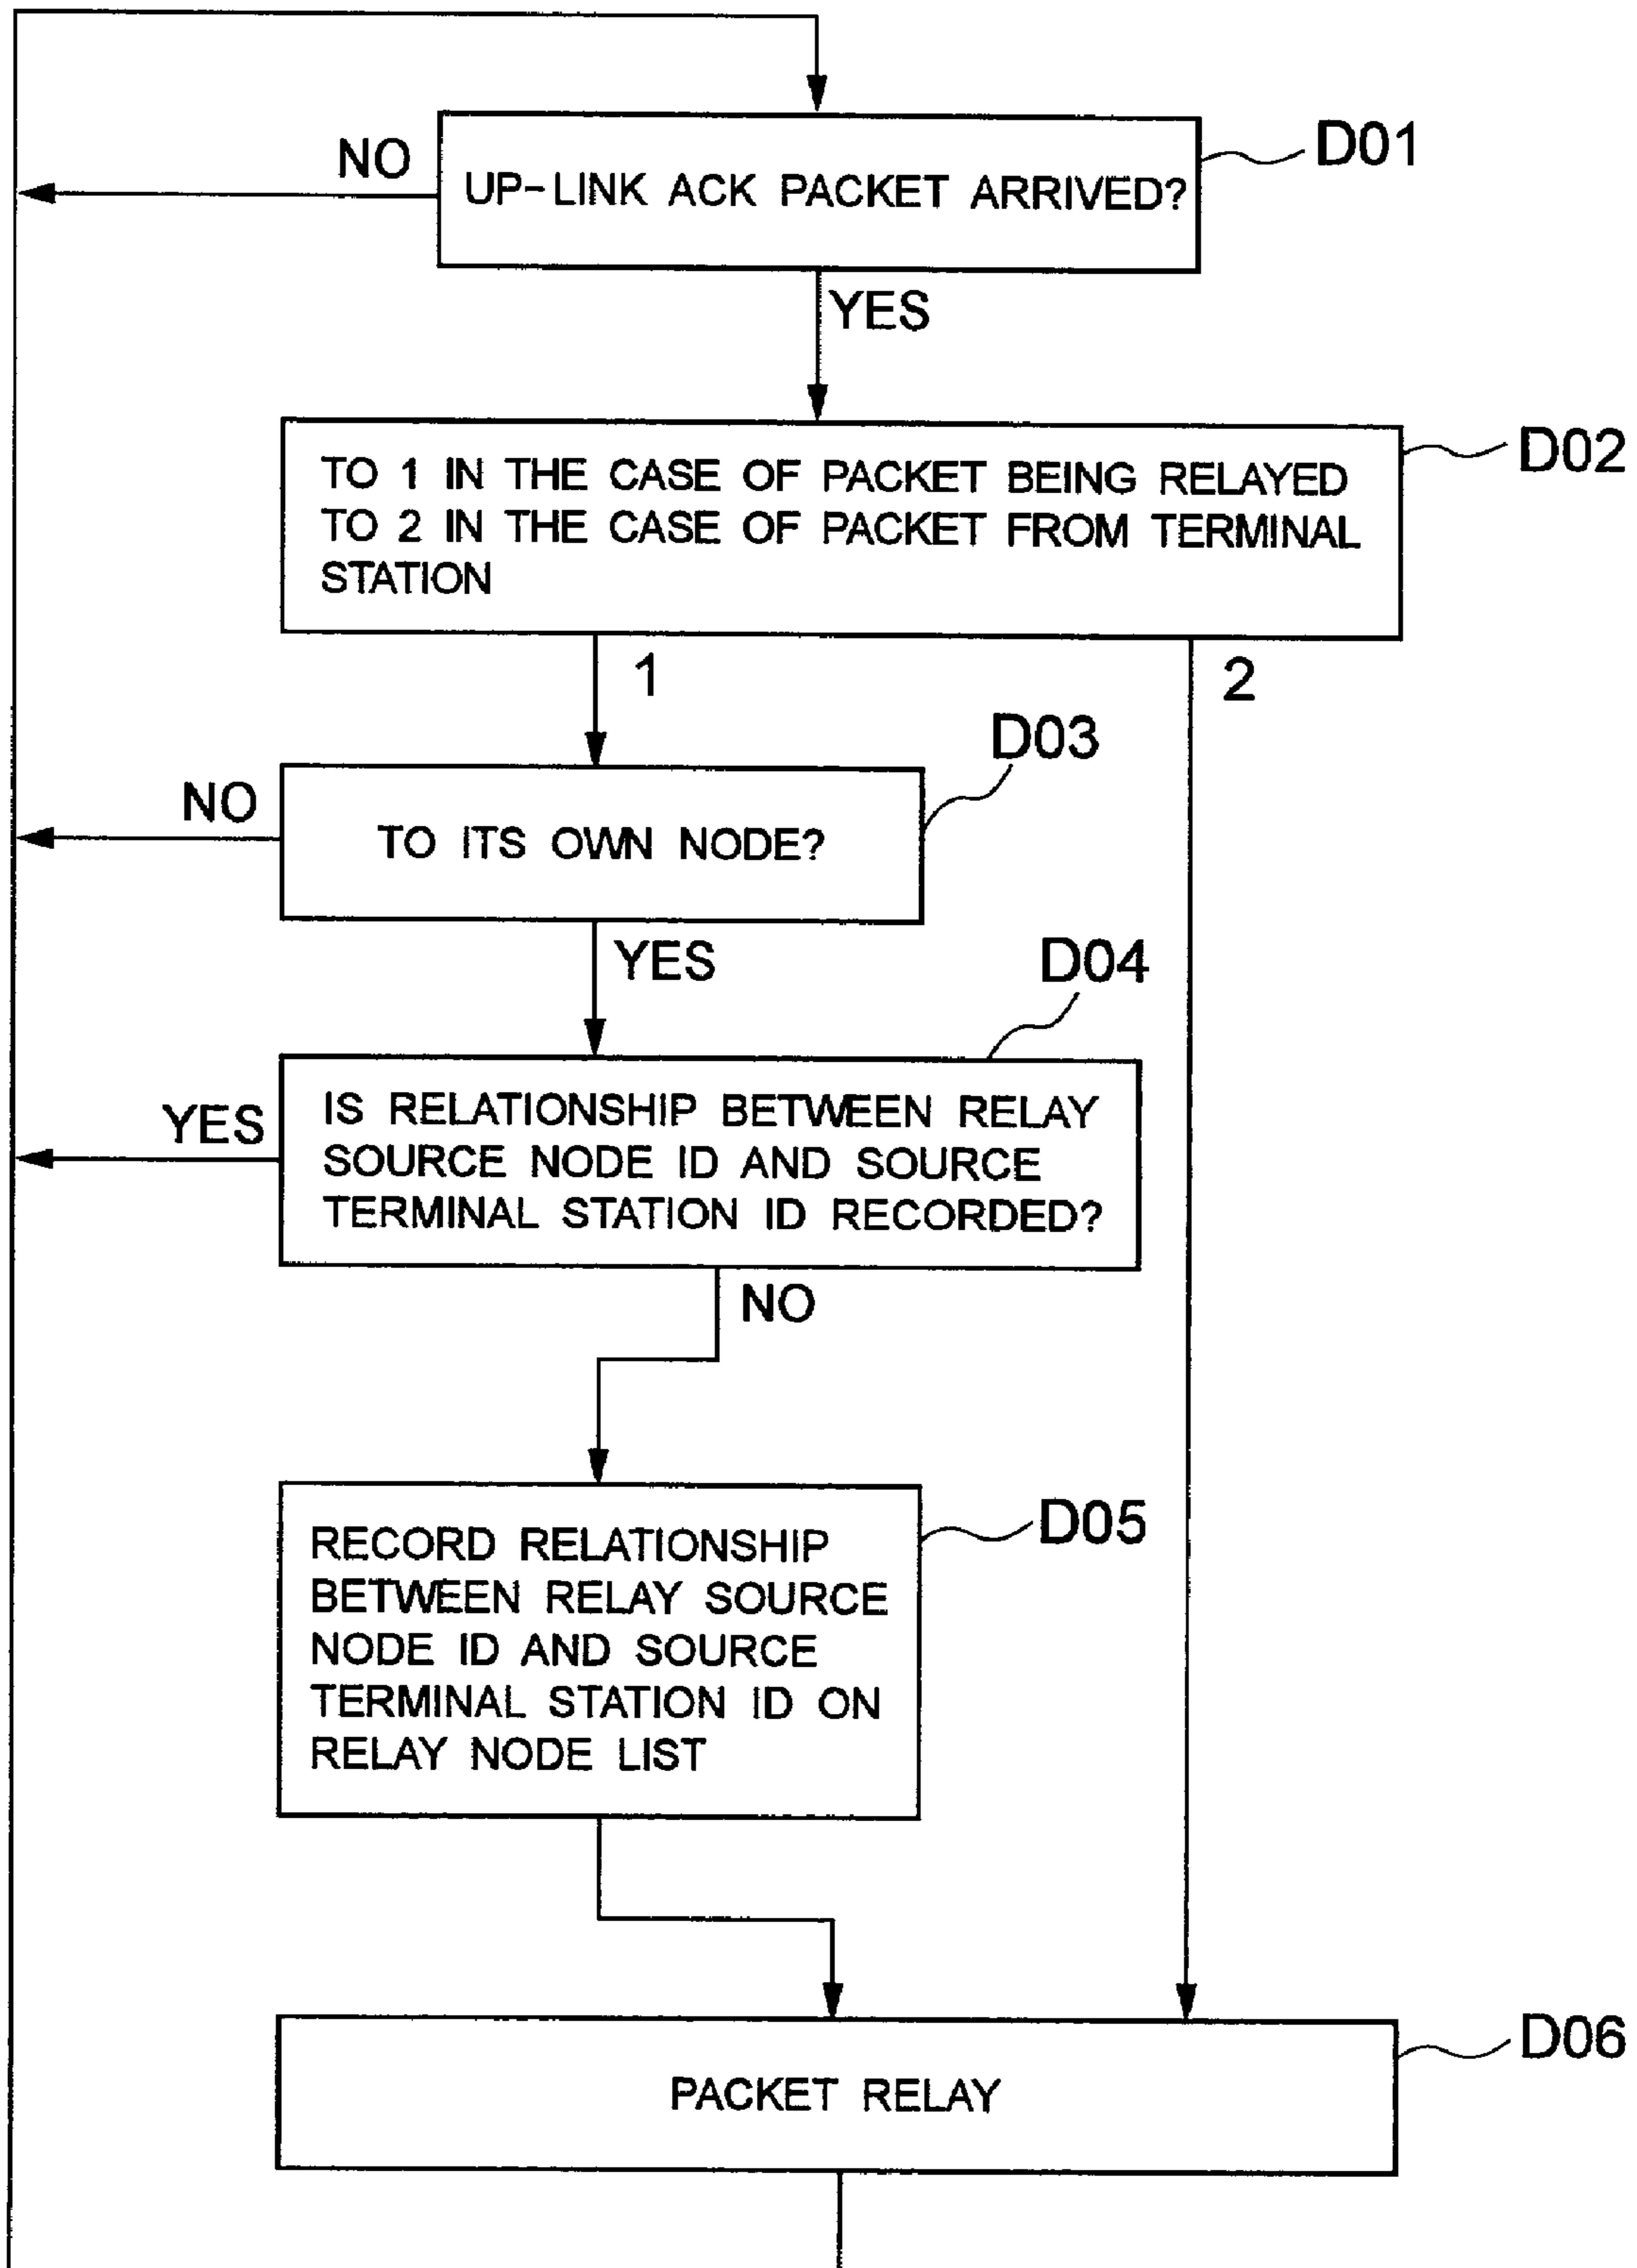 D01
NO
UP-LINK ACK PACKET ARRIVED?
YES
D02
TO 1 IN THE CASE OF PACKET BEING RELAYED
TO 2 IN THE CASE OF PACKET FROM TERMINAL
STATION
1
2
D03
NO
TO ITS OWN NODE?
YES
D04
YES
IS RELATIONSHIP BETWEEN RELAY
SOURCE NODE ID AND SOURCE
TERMINAL STATION ID RECORDED?
NO
D05
RECORD RELATIONSHIP
BETWEEN RELAY SOURCE
NODE ID AND SOURCE
TERMINAL STATION ID ON
RELAY NODE LIST
D06
PACKET RELAY